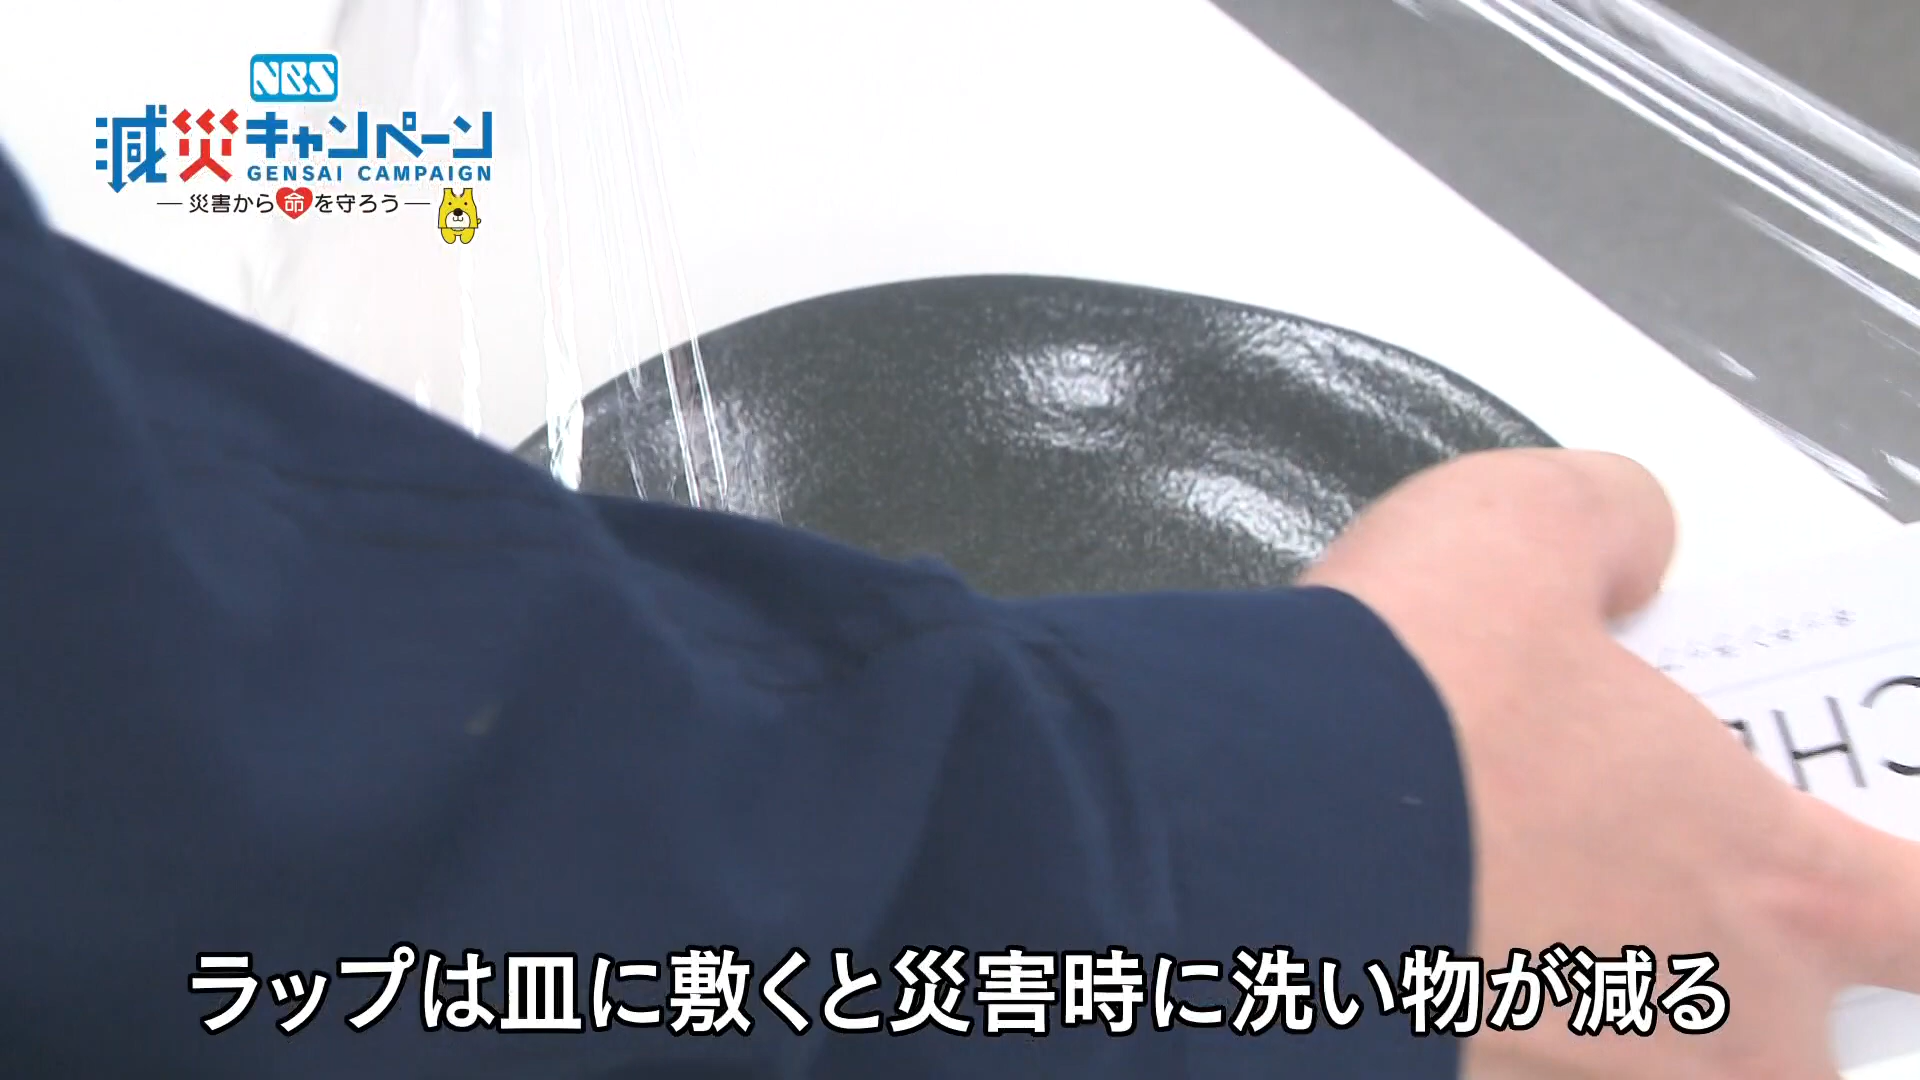 NBS
減災キャンペーン
GENSAI CAMPAIGN
災害から命を守ろう
CH
ラップは皿に敷くと災害時に洗い物が減る